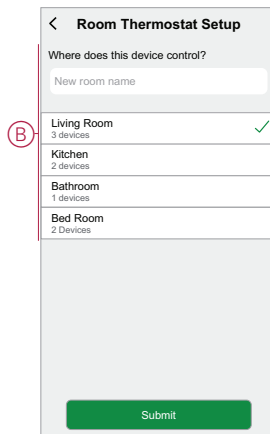 Room Thermostat Setup
Where does this device control?
New room name
B
Living Room
3 devices
Kitchen
2 devices
Bathroom
1 devices
Bed Room
2 Devices
Submit